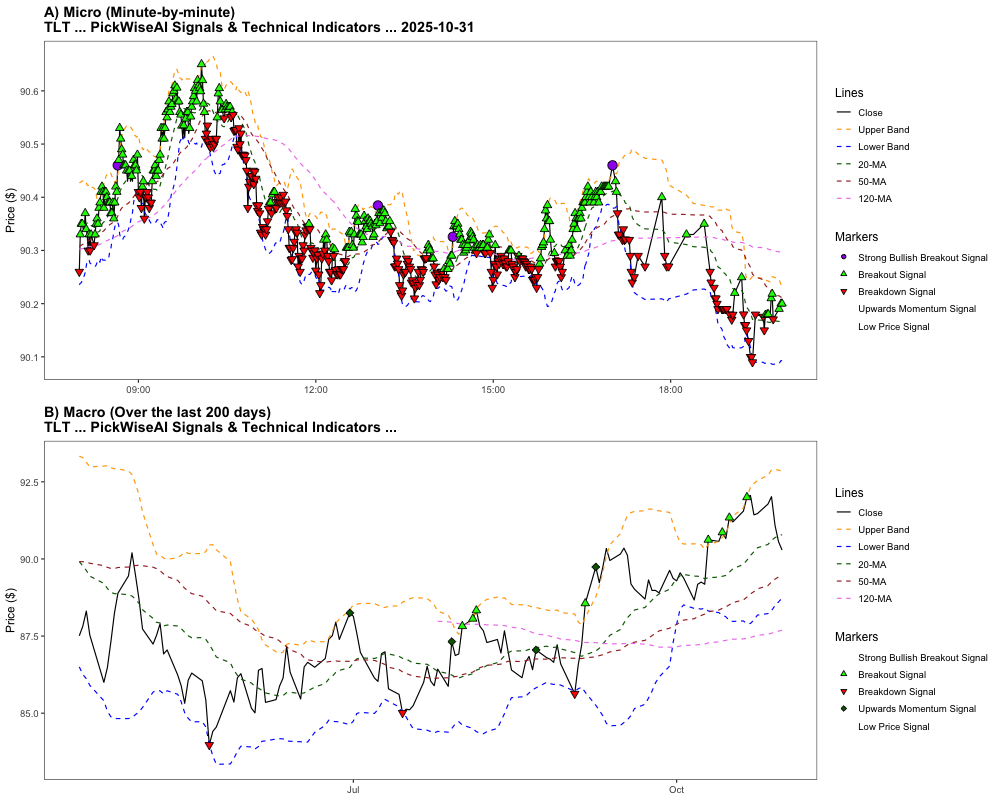 A) Micro (Minute-by-minute)
TLT ... PickWiseAI Signals & Technical Indicators ... 2025-10-31
Price ($)
90.6
90.5
90.4
90.3
90.2
90.1
09:00
12:00
15:00
18:00
Lines
Close
Upper Band
Lower Band
20-MA
50-MA
120-MA
Markers
Strong Bullish Breakout Signal
Breakout Signal
Breakdown Signal
Upwards Momentum Signal
Low Price Signal
B) Macro (Over the last 200 days)
TLT ... PickWiseAI Signals & Technical Indicators ...
Price ($)
92.5
90.0
87.5
85.0
Jul
Oct
Lines
Close
Upper Band
Lower Band
20-MA
50-MA
120-MA
Markers
Strong Bullish Breakout Signal
Breakout Signal
Breakdown Signal
Upwards Momentum Signal
Low Price Signal